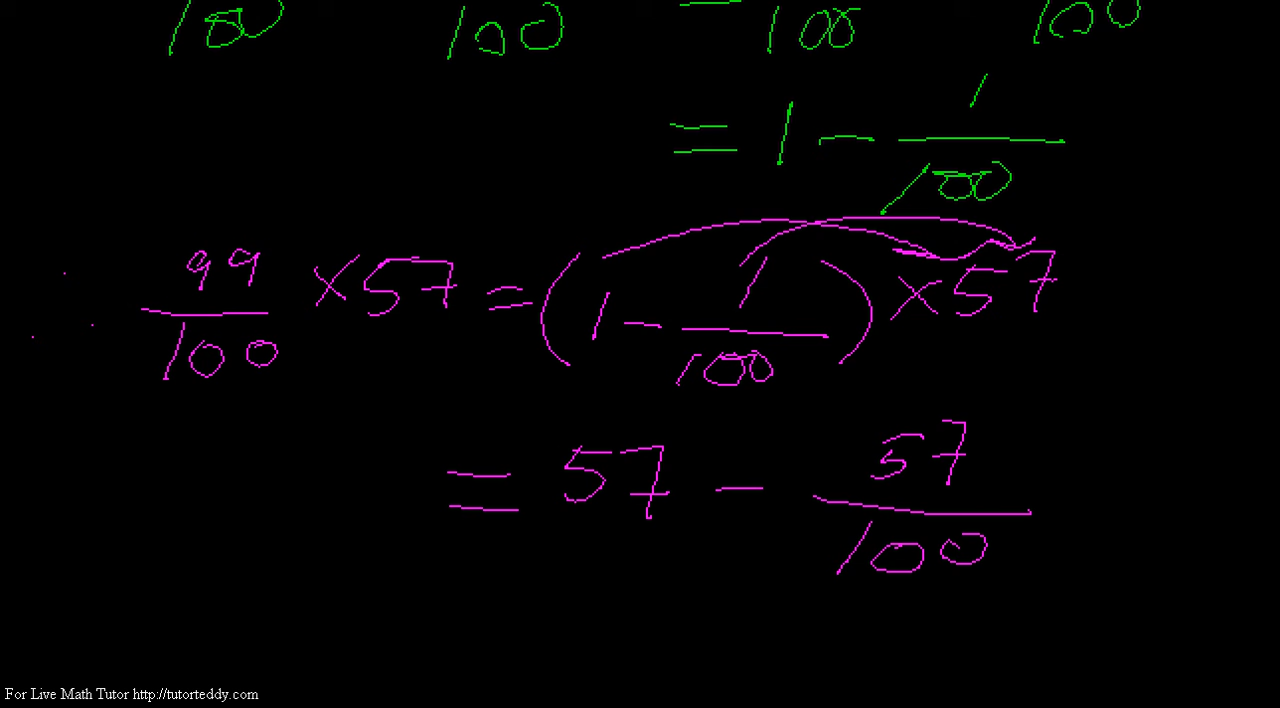 100 100 = 100 100
= 1 - 1/100
99/100 × 57 = (1 - 1/100) × 57
= 57 - 57/100
For Live Math Tutor http://tutorteddy.com